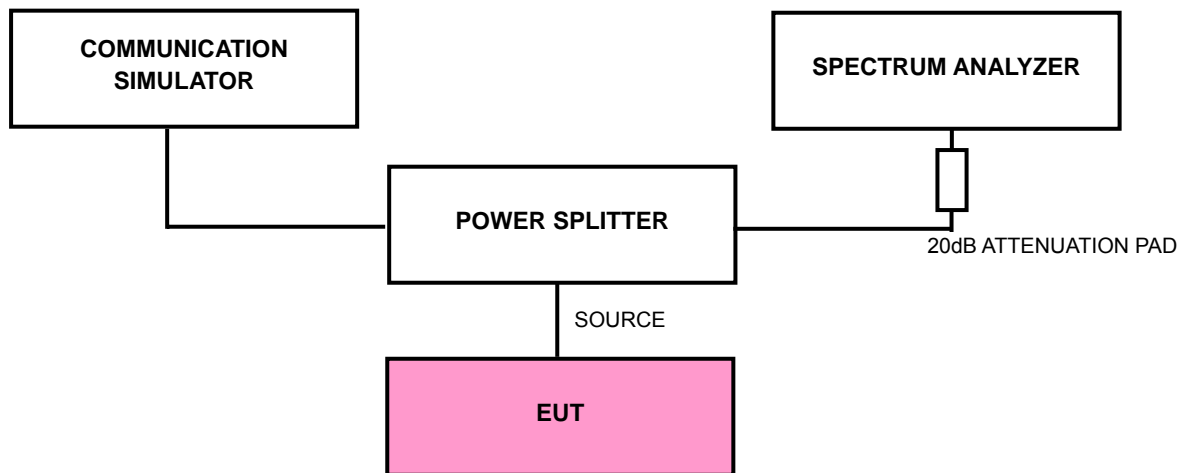 COMMUNICATION
SIMULATOR
SPECTRUM ANALYZER
POWER SPLITTER
20dB ATTENUATION PAD
SOURCE
EUT